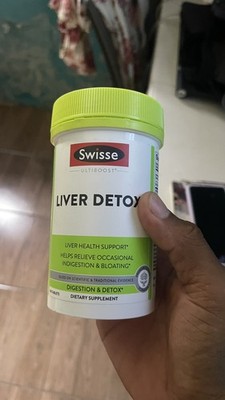 Swisse
ULTIBOOST
LIVER DETOX
LIVER HEALTH SUPPORT*
HELPS RELIEVE OCCASIONAL
INDIGESTION & BLOATING*
DIGESTION & DETOX*
DIETARY SUPPLEMENT